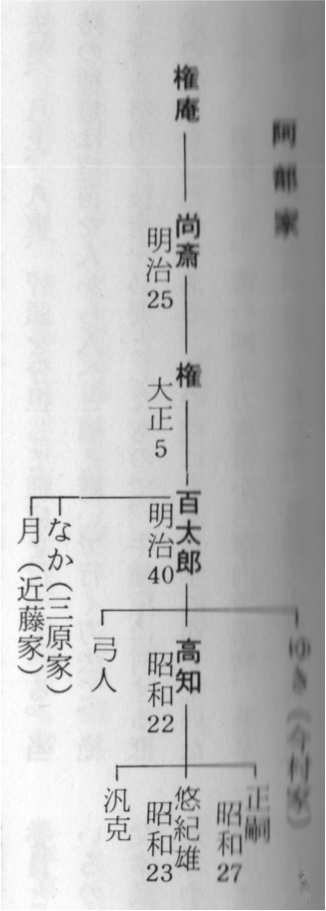 阿部家
権庵
尚斎
明治25
権
大正5
百太郎
明治40
なか(三原家)
月(近藤家)
ゆき(今村家)
高知
昭和22
弓人
正嗣
昭和27
悠紀雄
昭和23
汎克